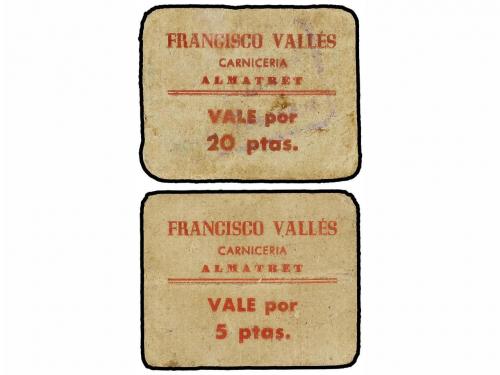 FRANCISCO VALLÉS
CARNICERIA
ALMATRET
VALE por
20 ptas.
FRANCISCO VALLÉS
CARNICERIA
ALMATRET
VALE por
5 ptas.